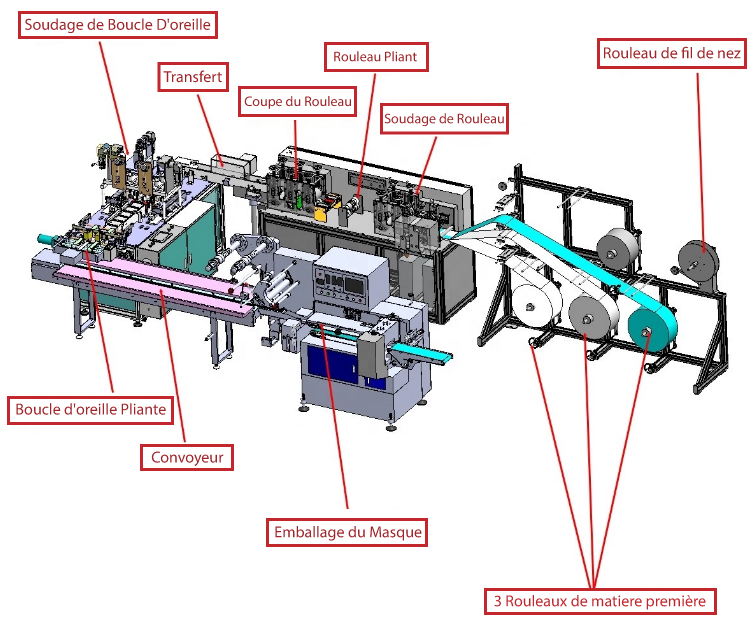 Soudage de Boucle D'oreille
Rouleau Pliant
Rouleau de fil de nez
Transfert
Coupe du Rouleau
Soudage de Rouleau
Boucle d'oreille Pliante
Convoyeur
Emballage du Masque
3 Rouleaux de matiere première